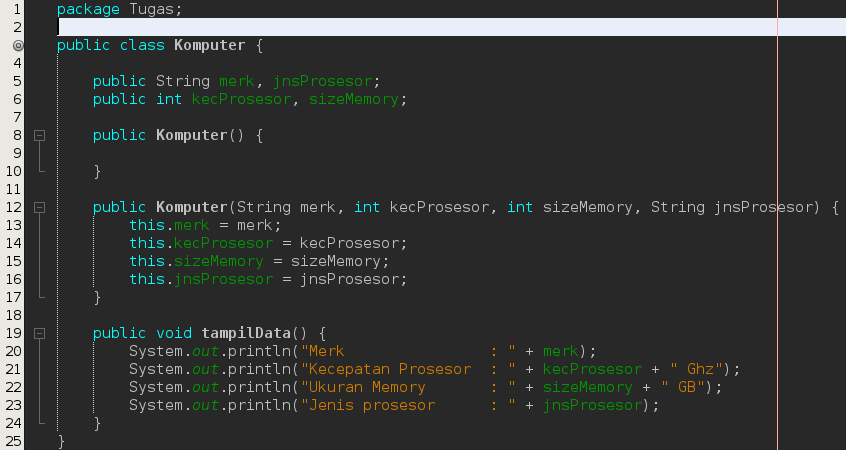 1 package Tugas;
2
public class Komputer {
4
5 public String merk, jnsProsesor;
6 public int kecProsesor, sizeMemory;
7
8 public Komputer() {
9
10 }
11
12 public Komputer(String merk, int kecProsesor, int sizeMemory, String jnsProsesor) {
13 this.merk = merk;
14 this.kecProsesor = kecProsesor;
15 this.sizeMemory = sizeMemory;
16 this.jnsProsesor = jnsProsesor;
17 }
18
19 public void tampilData() {
20 System.out.println("Merk                : " + merk);
21 System.out.println("Kecepatan Prosesor  : " + kecProsesor + " Ghz");
22 System.out.println("Ukuran Memory       : " + sizeMemory + " GB");
23 System.out.println("Jenis prosesor      : " + jnsProsesor);
24 }
25 }